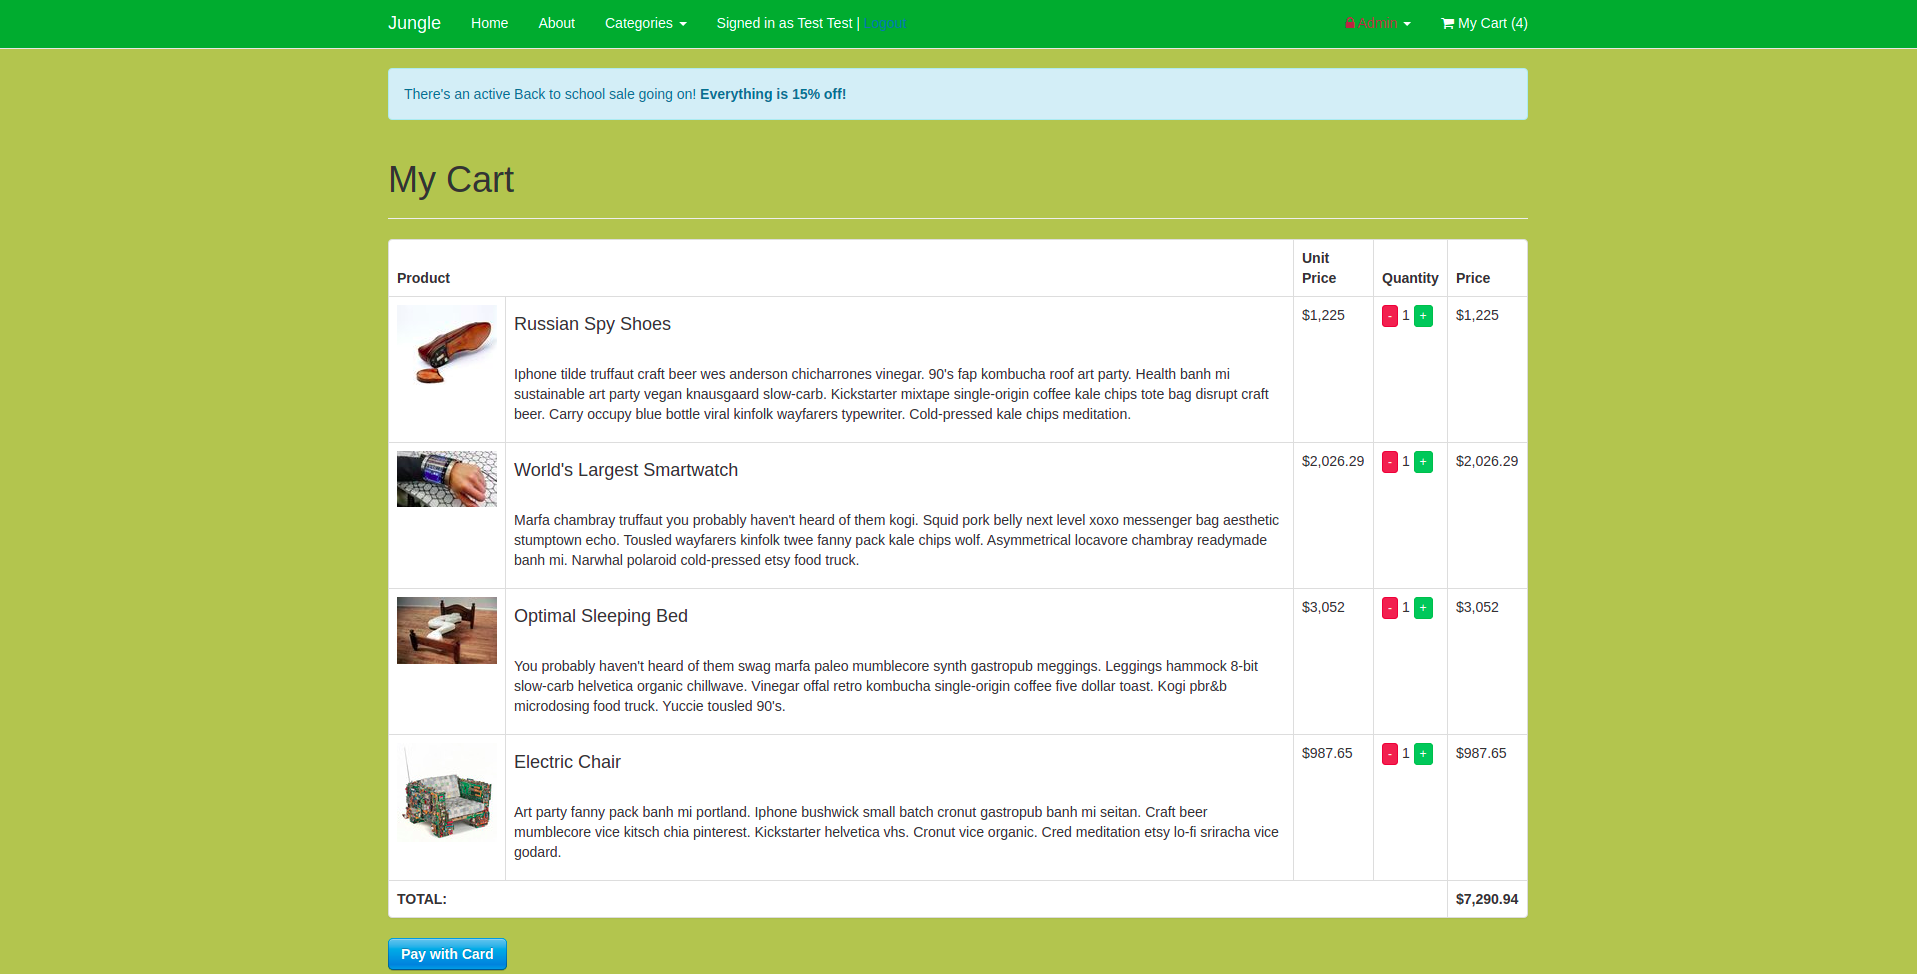 Jungle Home About Categories Signed in as Test Test | Logout Admin My Cart (4)
There's an active Back to school sale going on! Everything is 15% off!
My Cart
Product Unit Price Quantity Price
Russian Spy Shoes $1,225 - 1 + $1,225
Iphone tilde truffaut craft beer wes anderson chicharrones vinegar. 90's fap kombucha roof art party. Health banh mi
sustainable art party vegan knausgaard slow-carb. Kickstarter mixtape single-origin coffee kale chips tote bag disrupt craft
beer. Carry occupy blue bottle viral kinfolk wayfarers typewriter. Cold-pressed kale chips meditation.
World's Largest Smartwatch $2,026.29 - 1 + $2,026.29
Marfa chambray truffaut you probably haven't heard of them kogi. Squid pork belly next level xoxo messenger bag aesthetic
stumptown echo. Tousled wayfarers kinfolk twee fanny pack kale chips wolf. Asymmetrical locavore chambray readymade
banh mi. Narwhal polaroid cold-pressed etsy food truck.
Optimal Sleeping Bed $3,052 - 1 + $3,052
You probably haven't heard of them swag marfa paleo mumblecore synth gastropub meggings. Leggings hammock 8-bit
slow-carb helvetica organic chillwave. Vinegar offal retro kombucha single-origin coffee five dollar toast. Kogi pbr&b
microdosing food truck. Yuccie tousled 90's.
Electric Chair $987.65 - 1 + $987.65
Art party fanny pack banh mi portland. Iphone bushwick small batch cronut gastropub banh mi seitan. Craft beer
mumblecore vice kitsch chia pinterest. Kickstarter helvetica vhs. Cronut vice organic. Cred meditation etsy lo-fi sriracha vice
godard.
TOTAL: $7,290.94
Pay with Card